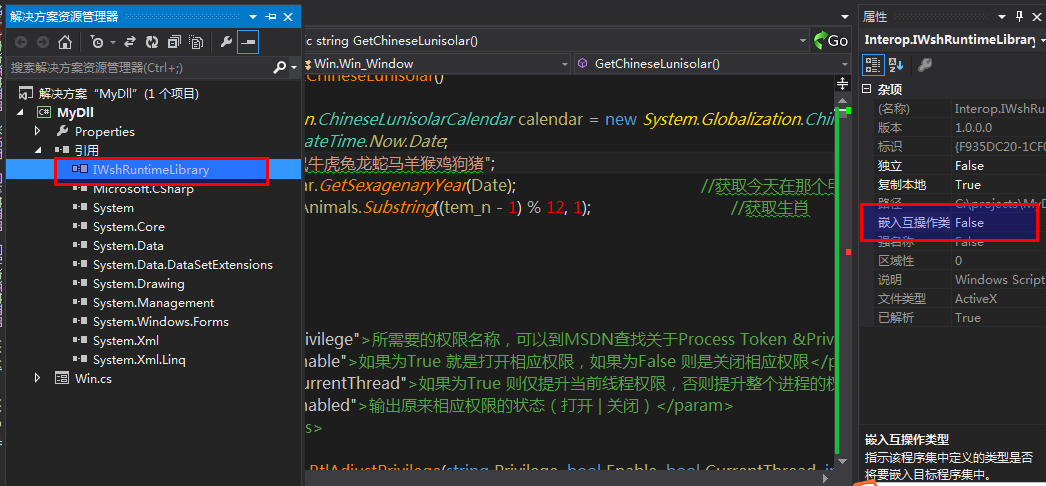 解决方案资源管理器
搜索解决方案资源管理器(Ctrl+;)
解决方案“MyDll”(1 个项目)
MyDll
Properties
引用
IWshRuntimeLibrary
Microsoft.CSharp
System
System.Core
System.Data
System.Data.DataSetExtensions
System.Drawing
System.Management
System.Windows.Forms
System.Xml
System.Xml.Linq
Win.cs
c string GetChineseLunisolar()
Go
Win.Win_Window
GetChineseLunisolar()
ChineseLunisolar()
n.ChineseLunisolarCalendar calendar = new System.Globalization.Chi
ateTime.Now.Date;
牛虎兔龙蛇马羊猴鸡狗猪";
ar.GetSexagenaryYear(Date); //获取今天在那个甲
Animals.Substring((tem_n - 1) % 12, 1); //获取生肖
rivilege">所需要的权限名称，可以到MSDN查找关于Process Token &Privi
nable">如果为True 就是打开相应权限，如果为False 则是关闭相应权限</p
CurrentThread">如果为True 则仅提升当前线程权限，否则提升整个进程的权
nabled">输出原来相应权限的状态（打开 | 关闭）</param>
s>
RtlAdjustPrivilege(string Privilege, bool Enable, bool CurrentThread, in
属性
Interop.IWshRuntimeLibrary
杂项
(名称) Interop.IWshRu
版本 1.0.0.0
标识 {F935DC20-1CF0
独立 False
复制本地 True
路径 C:\projects\MyD
嵌入互操作类 False
强名称 False
区域性 0
说明 Windows Script
文件类型 ActiveX
已解析 True
嵌入互操作类型
指示该程序集中定义的类型是否
将要嵌入目标程序集中。